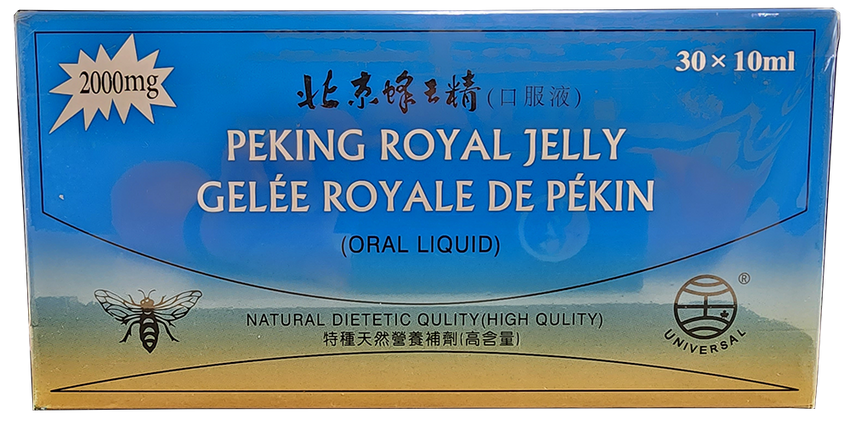 2000mg
30×10ml
北京蜂王精(口服液)
PEKING ROYAL JELLY
GELÉE ROYALE DE PÉKIN
(ORAL LIQUID)
NATURAL DIETETIC QULITY(HIGH QULITY)
特種天然營養補劑(高含量)
®
UNIVERSAL